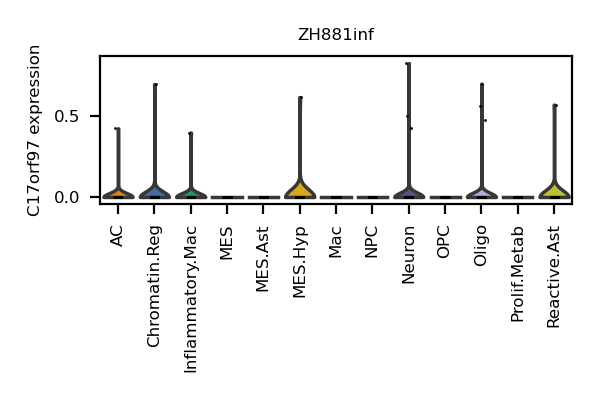 ZH881inf
C17orf97 expression
0.5
0.0
AC
Chromatin.Reg
Inflammatory.Mac
MES
MES.Ast
MES.Hyp
Mac
NPC
Neuron
OPC
Oligo
Prolif.Metab
Reactive.Ast